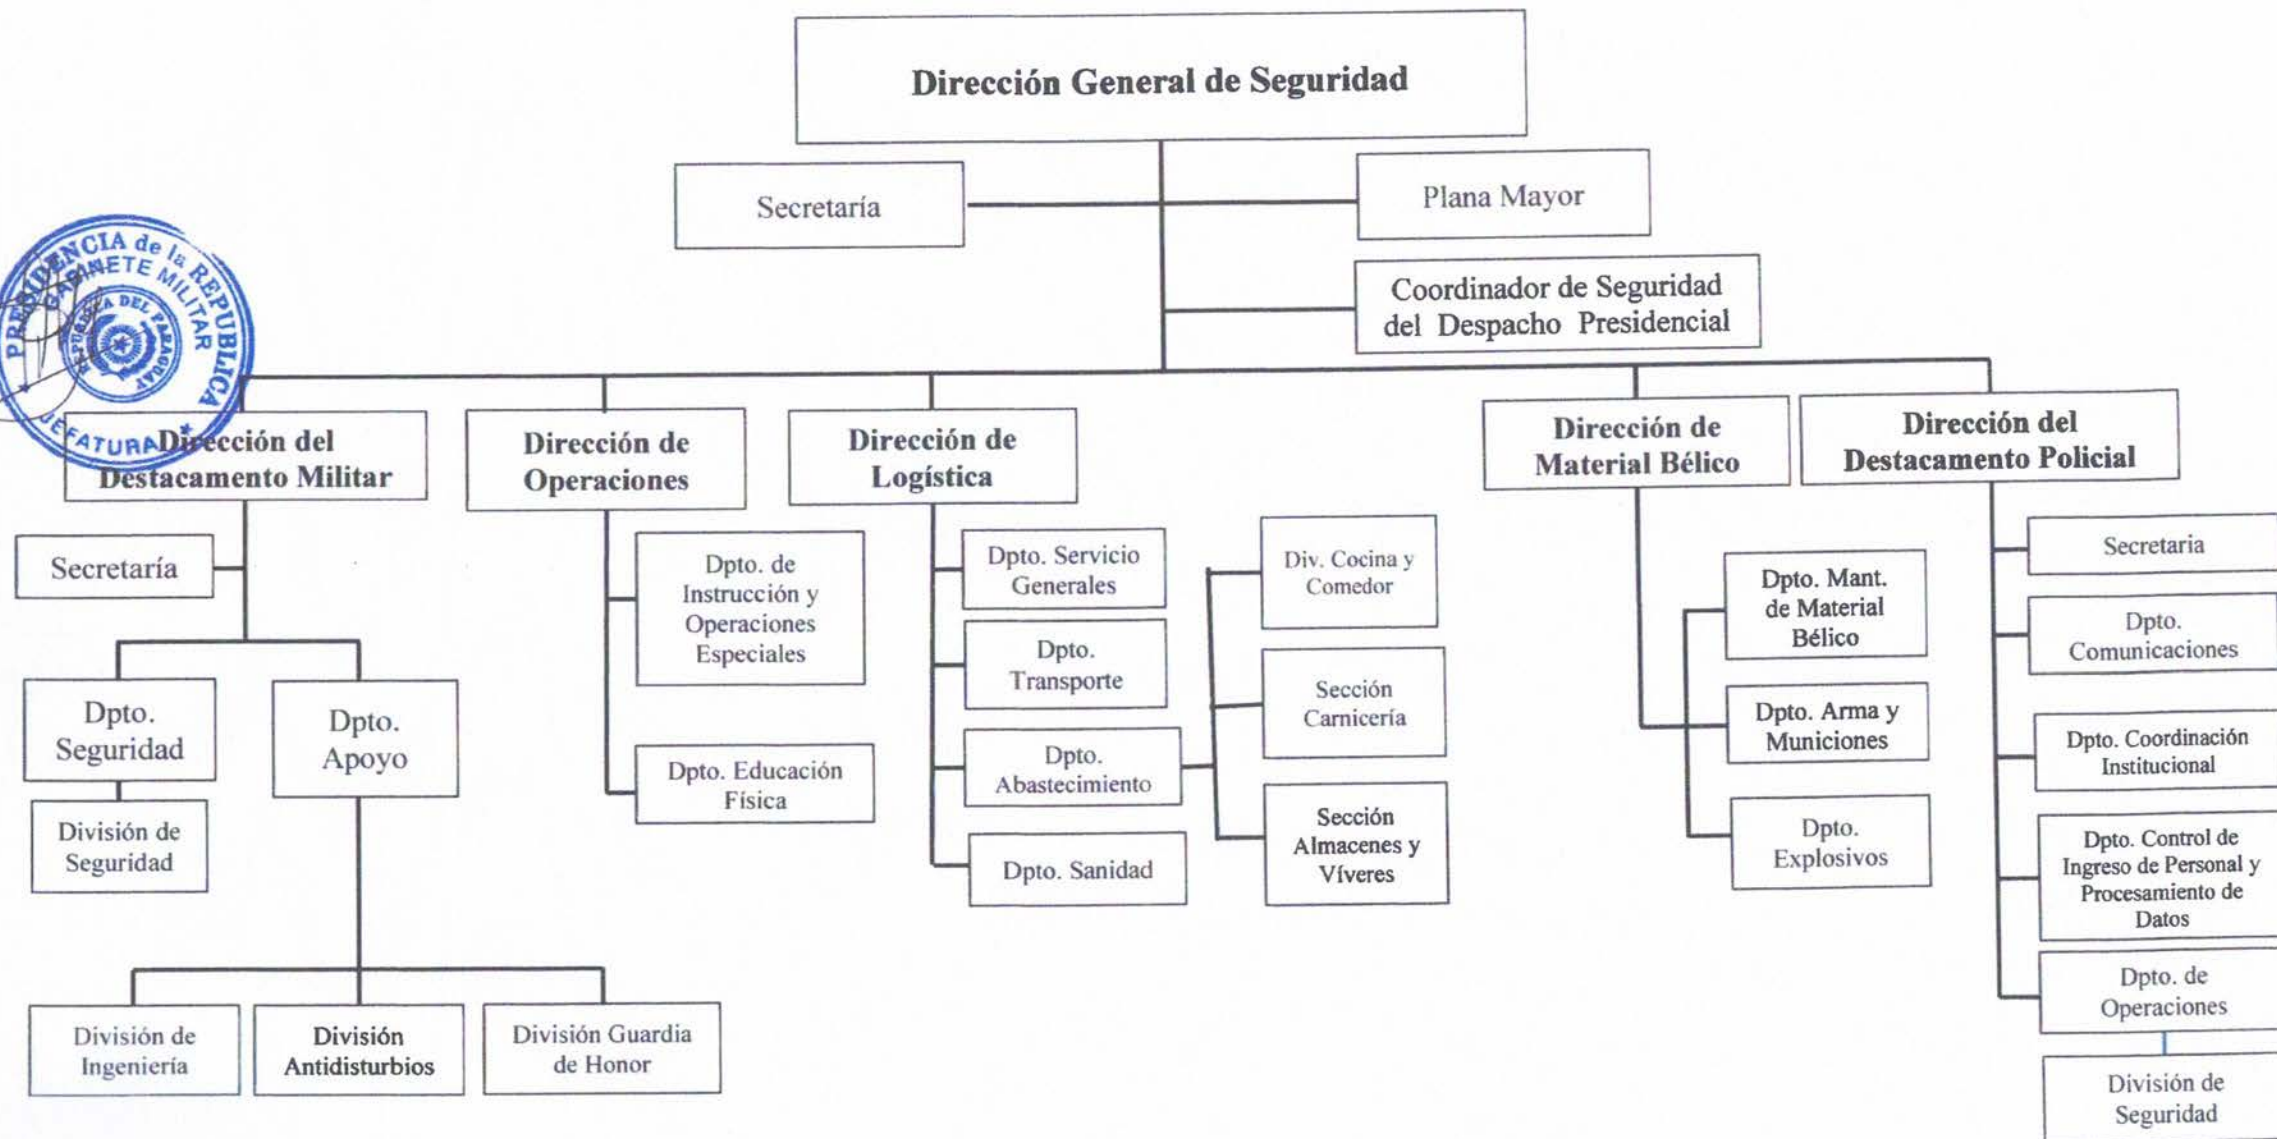 Dirección General de Seguridad
Secretaría
Plana Mayor
Coordinador de Seguridad
del Despacho Presidencial
PRESIDENCIA de la REPUBLICA
GABINETE MILITAR
REPUBLICA DEL PARAGUAY
JEFATURA
Dirección del
Destacamento Militar
Dirección de
Operaciones
Dirección de
Logística
Dirección de
Material Bélico
Dirección del
Destacamento Policial
Secretaría
Dpto.
Seguridad
División de
Seguridad
Dpto.
Apoyo
División de
Ingeniería
División
Antidisturbios
División Guardia
de Honor
Dpto. de
Instrucción y
Operaciones
Especiales
Dpto. Educación
Física
Dpto. Servicio
Generales
Dpto.
Transporte
Dpto.
Abastecimiento
Dpto. Sanidad
Div. Cocina y
Comedor
Sección
Carnicería
Sección
Almacenes y
Víveres
Dpto. Mant.
de Material
Bélico
Dpto. Arma y
Municiones
Dpto.
Explosivos
Secretaria
Dpto.
Comunicaciones
Dpto. Coordinación
Institucional
Dpto. Control de
Ingreso de Personal y
Procesamiento de
Datos
Dpto. de
Operaciones
División de
Seguridad